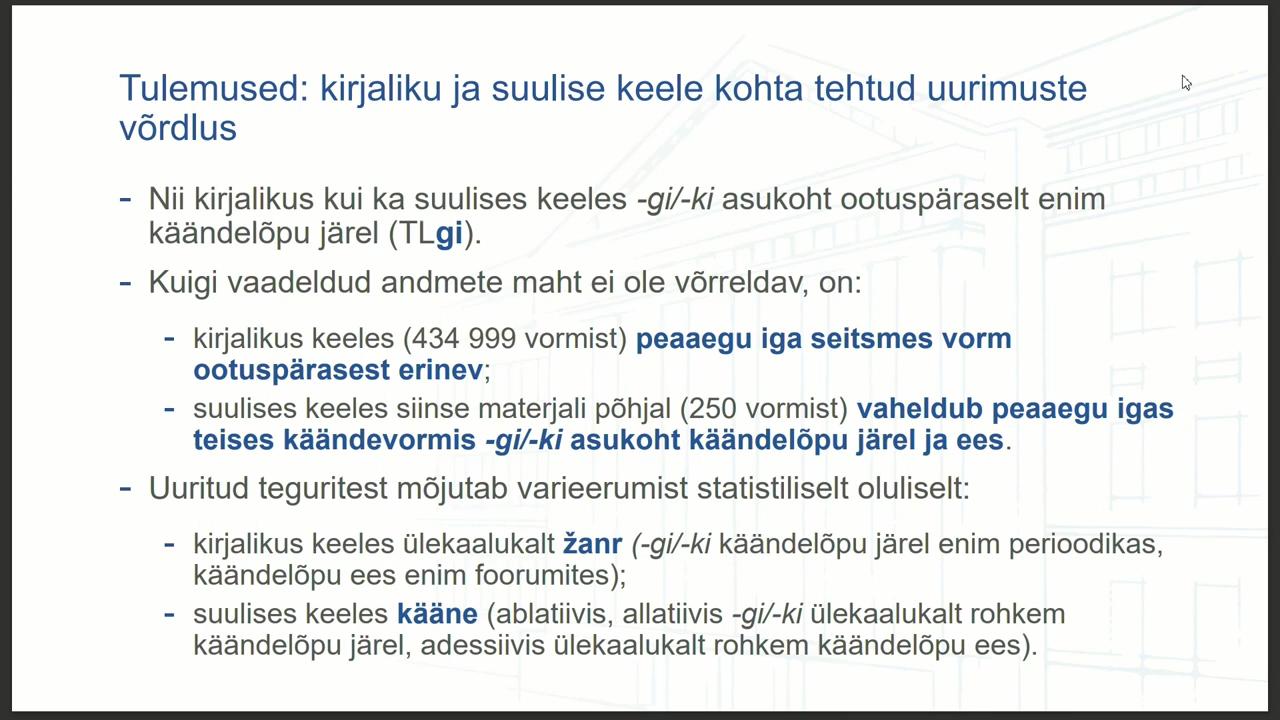 Tulemused: kirjaliku ja suulise keele kohta tehtud uurimuste
võrdlus
- Nii kirjalikus kui ka suulises keeles -gi/-ki asukoht ootuspäraselt enim
käändelõpu järel (TLgi).
- Kuigi vaadeldud andmete maht ei ole võrreldav, on:
- kirjalikus keeles (434 999 vormist) peaaegu iga seitsmes vorm
ootuspärasest erinev;
- suulises keeles siinse materjali põhjal (250 vormist) vaheldub peaaegu igas
teises käändevormis -gi/-ki asukoht käändelõpu järel ja ees.
- Uuritud teguritest mõjutab varieerumist statistiliselt oluliselt:
- kirjalikus keeles ülekaalukalt žanr (-gi/-ki käändelõpu järel enim perioodikas,
käändelõpu ees enim foorumites);
- suulises keeles kääne (ablatiivis, allatiivis -gi/-ki ülekaalukalt rohkem
käändelõpu järel, adessiivis ülekaalukalt rohkem käändelõpu ees).